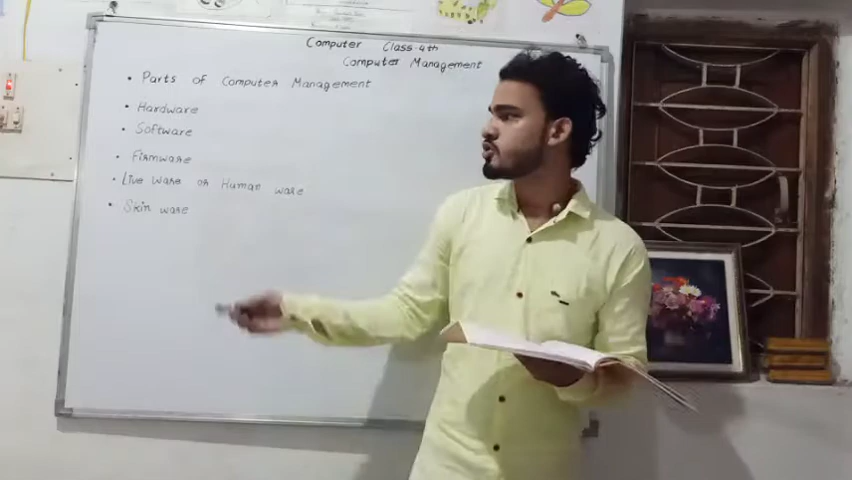 Computer Class-4th
Computer Management
• Parts of Computer Management
• Hardware
• Software
• Firmware
• Live ware or Human ware
• Skin ware